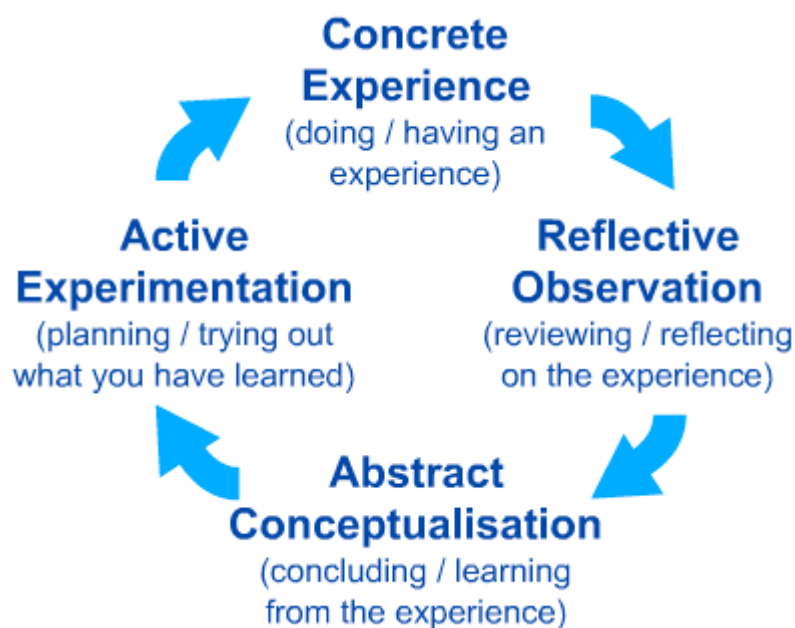 Concrete
Experience
(doing / having an
experience)
Reflective
Observation
(reviewing / reflecting
on the experience)
Abstract
Conceptualisation
(concluding / learning
from the experience)
Active
Experimentation
(planning / trying out
what you have learned)